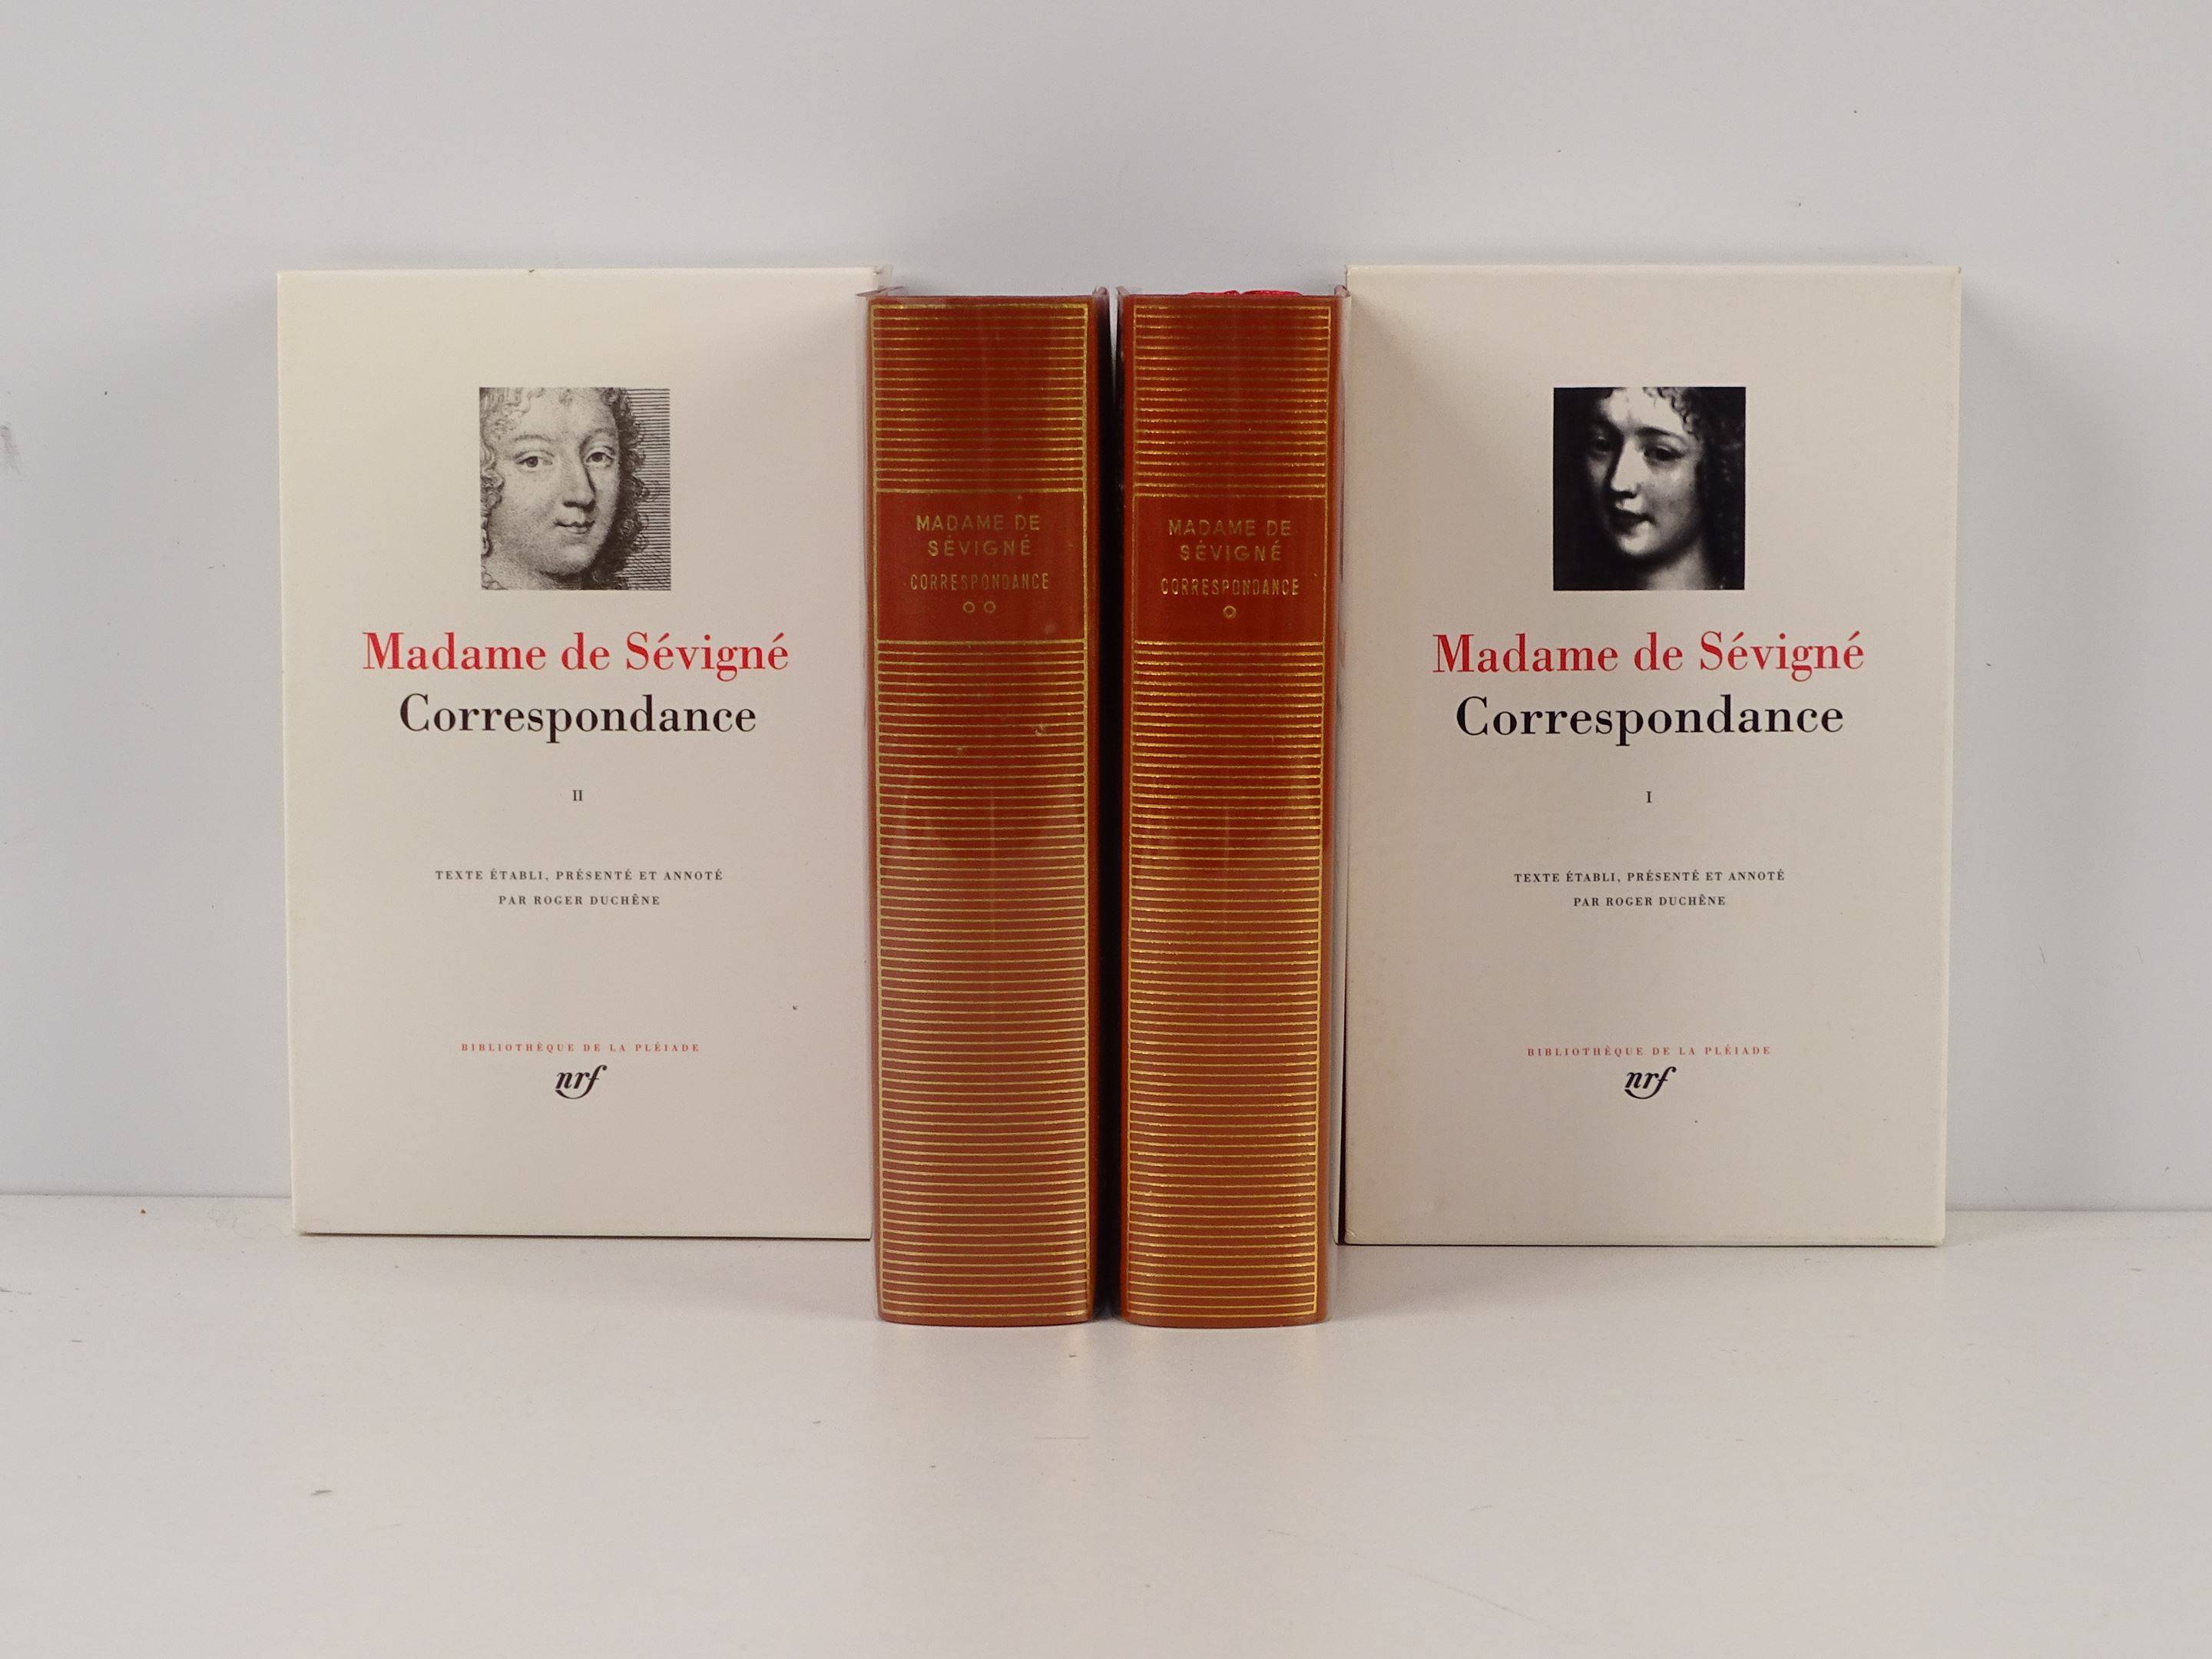 Madame de Sévigné
Correspondance
II
TEXTE ÉTABLI, PRÉSENTÉ ET ANNOTÉ
PAR ROGER DUCHÊNE
BIBLIOTHÈQUE DE LA PLÉIADE
nrf
MADAME DE
SÉVIGNÉ
CORRESPONDANCE
MADAME DE
SÉVIGNÉ
CORRESPONDANCE
Madame de Sévigné
Correspondance
I
TEXTE ÉTABLI, PRÉSENTÉ ET ANNOTÉ
PAR ROGER DUCHÊNE
BIBLIOTHÈQUE DE LA PLÉIADE
nrf